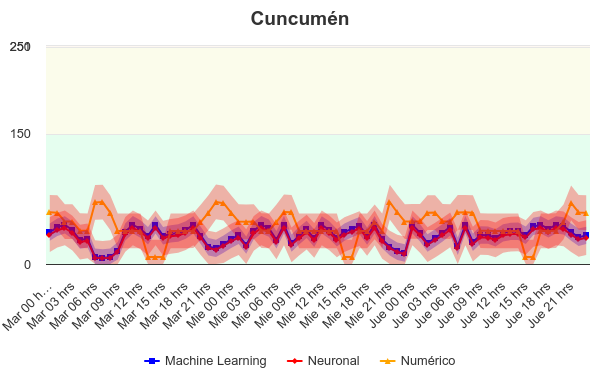 Cuncumén
250
150
0
Mar 00 h…
Mar 03 hrs
Mar 06 hrs
Mar 09 hrs
Mar 12 hrs
Mar 15 hrs
Mar 18 hrs
Mar 21 hrs
Mie 00 hrs
Mie 03 hrs
Mie 06 hrs
Mie 09 hrs
Mie 12 hrs
Mie 15 hrs
Mie 18 hrs
Mie 21 hrs
Jue 00 hrs
Jue 03 hrs
Jue 06 hrs
Jue 09 hrs
Jue 12 hrs
Jue 15 hrs
Jue 18 hrs
Jue 21 hrs
Machine Learning
Neuronal
Numérico